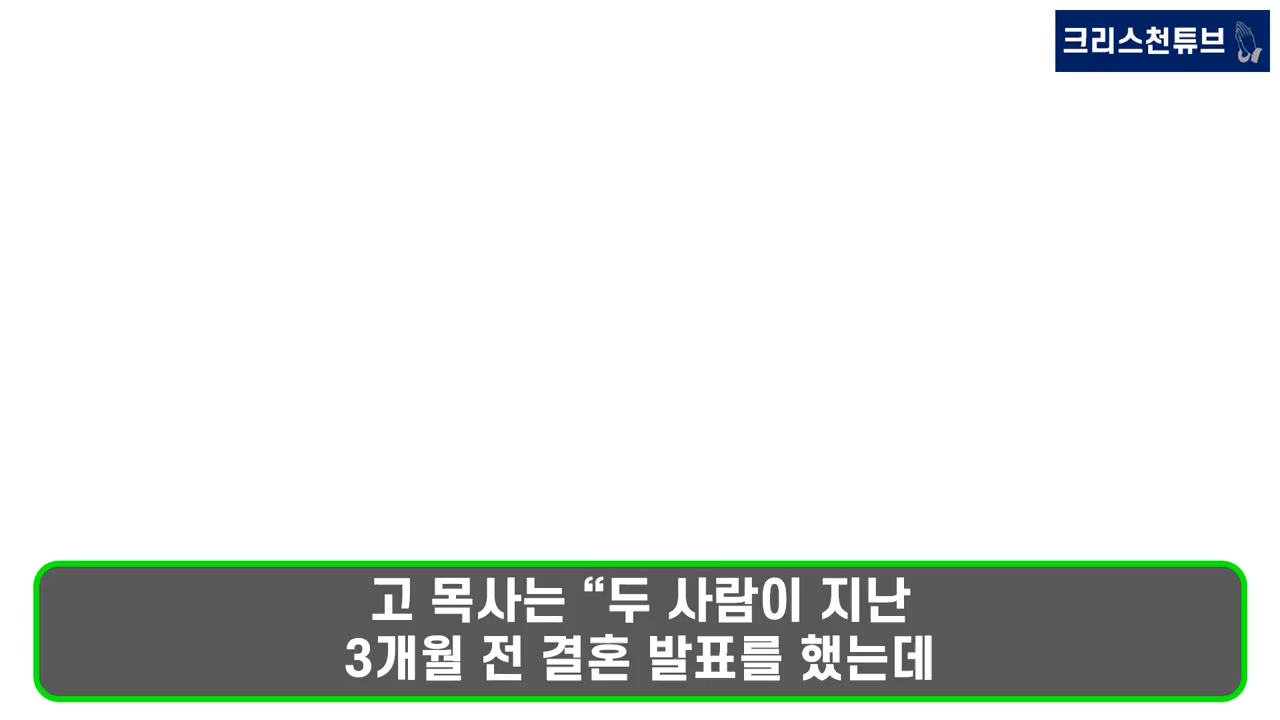 크리스천튜브
고 목사는 “두 사람이 지난
3개월 전 결혼 발표를 했는데